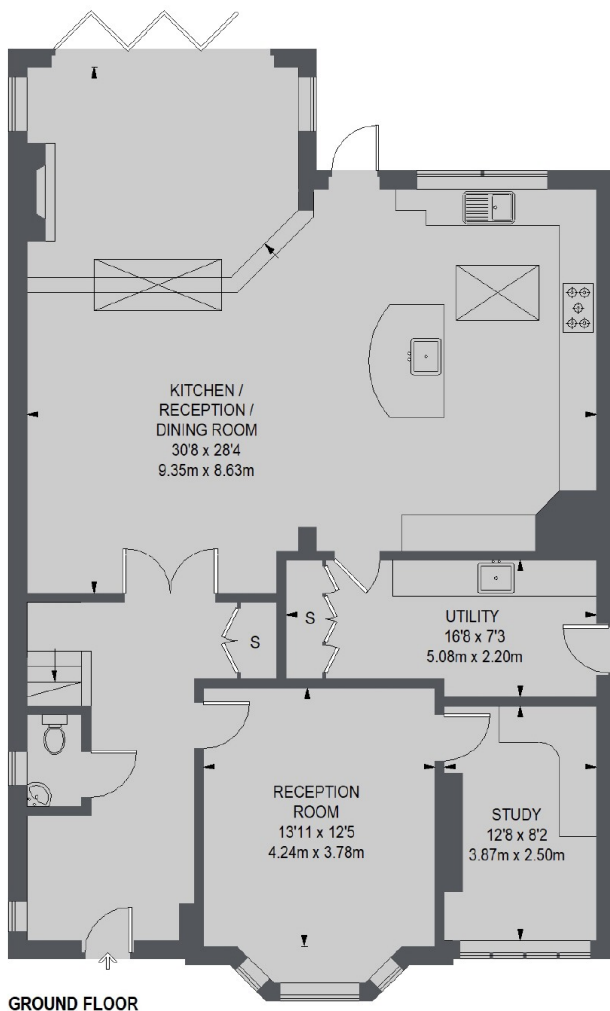 KITCHEN /
RECEPTION /
DINING ROOM
30'8 x 28'4
9.35m x 8.63m
S
S
UTILITY
16'8 x 7'3
5.08m x 2.20m
RECEPTION
ROOM
13'11 x 12'5
4.24m x 3.78m
STUDY
12'8 x 8'2
3.87m x 2.50m
GROUND FLOOR